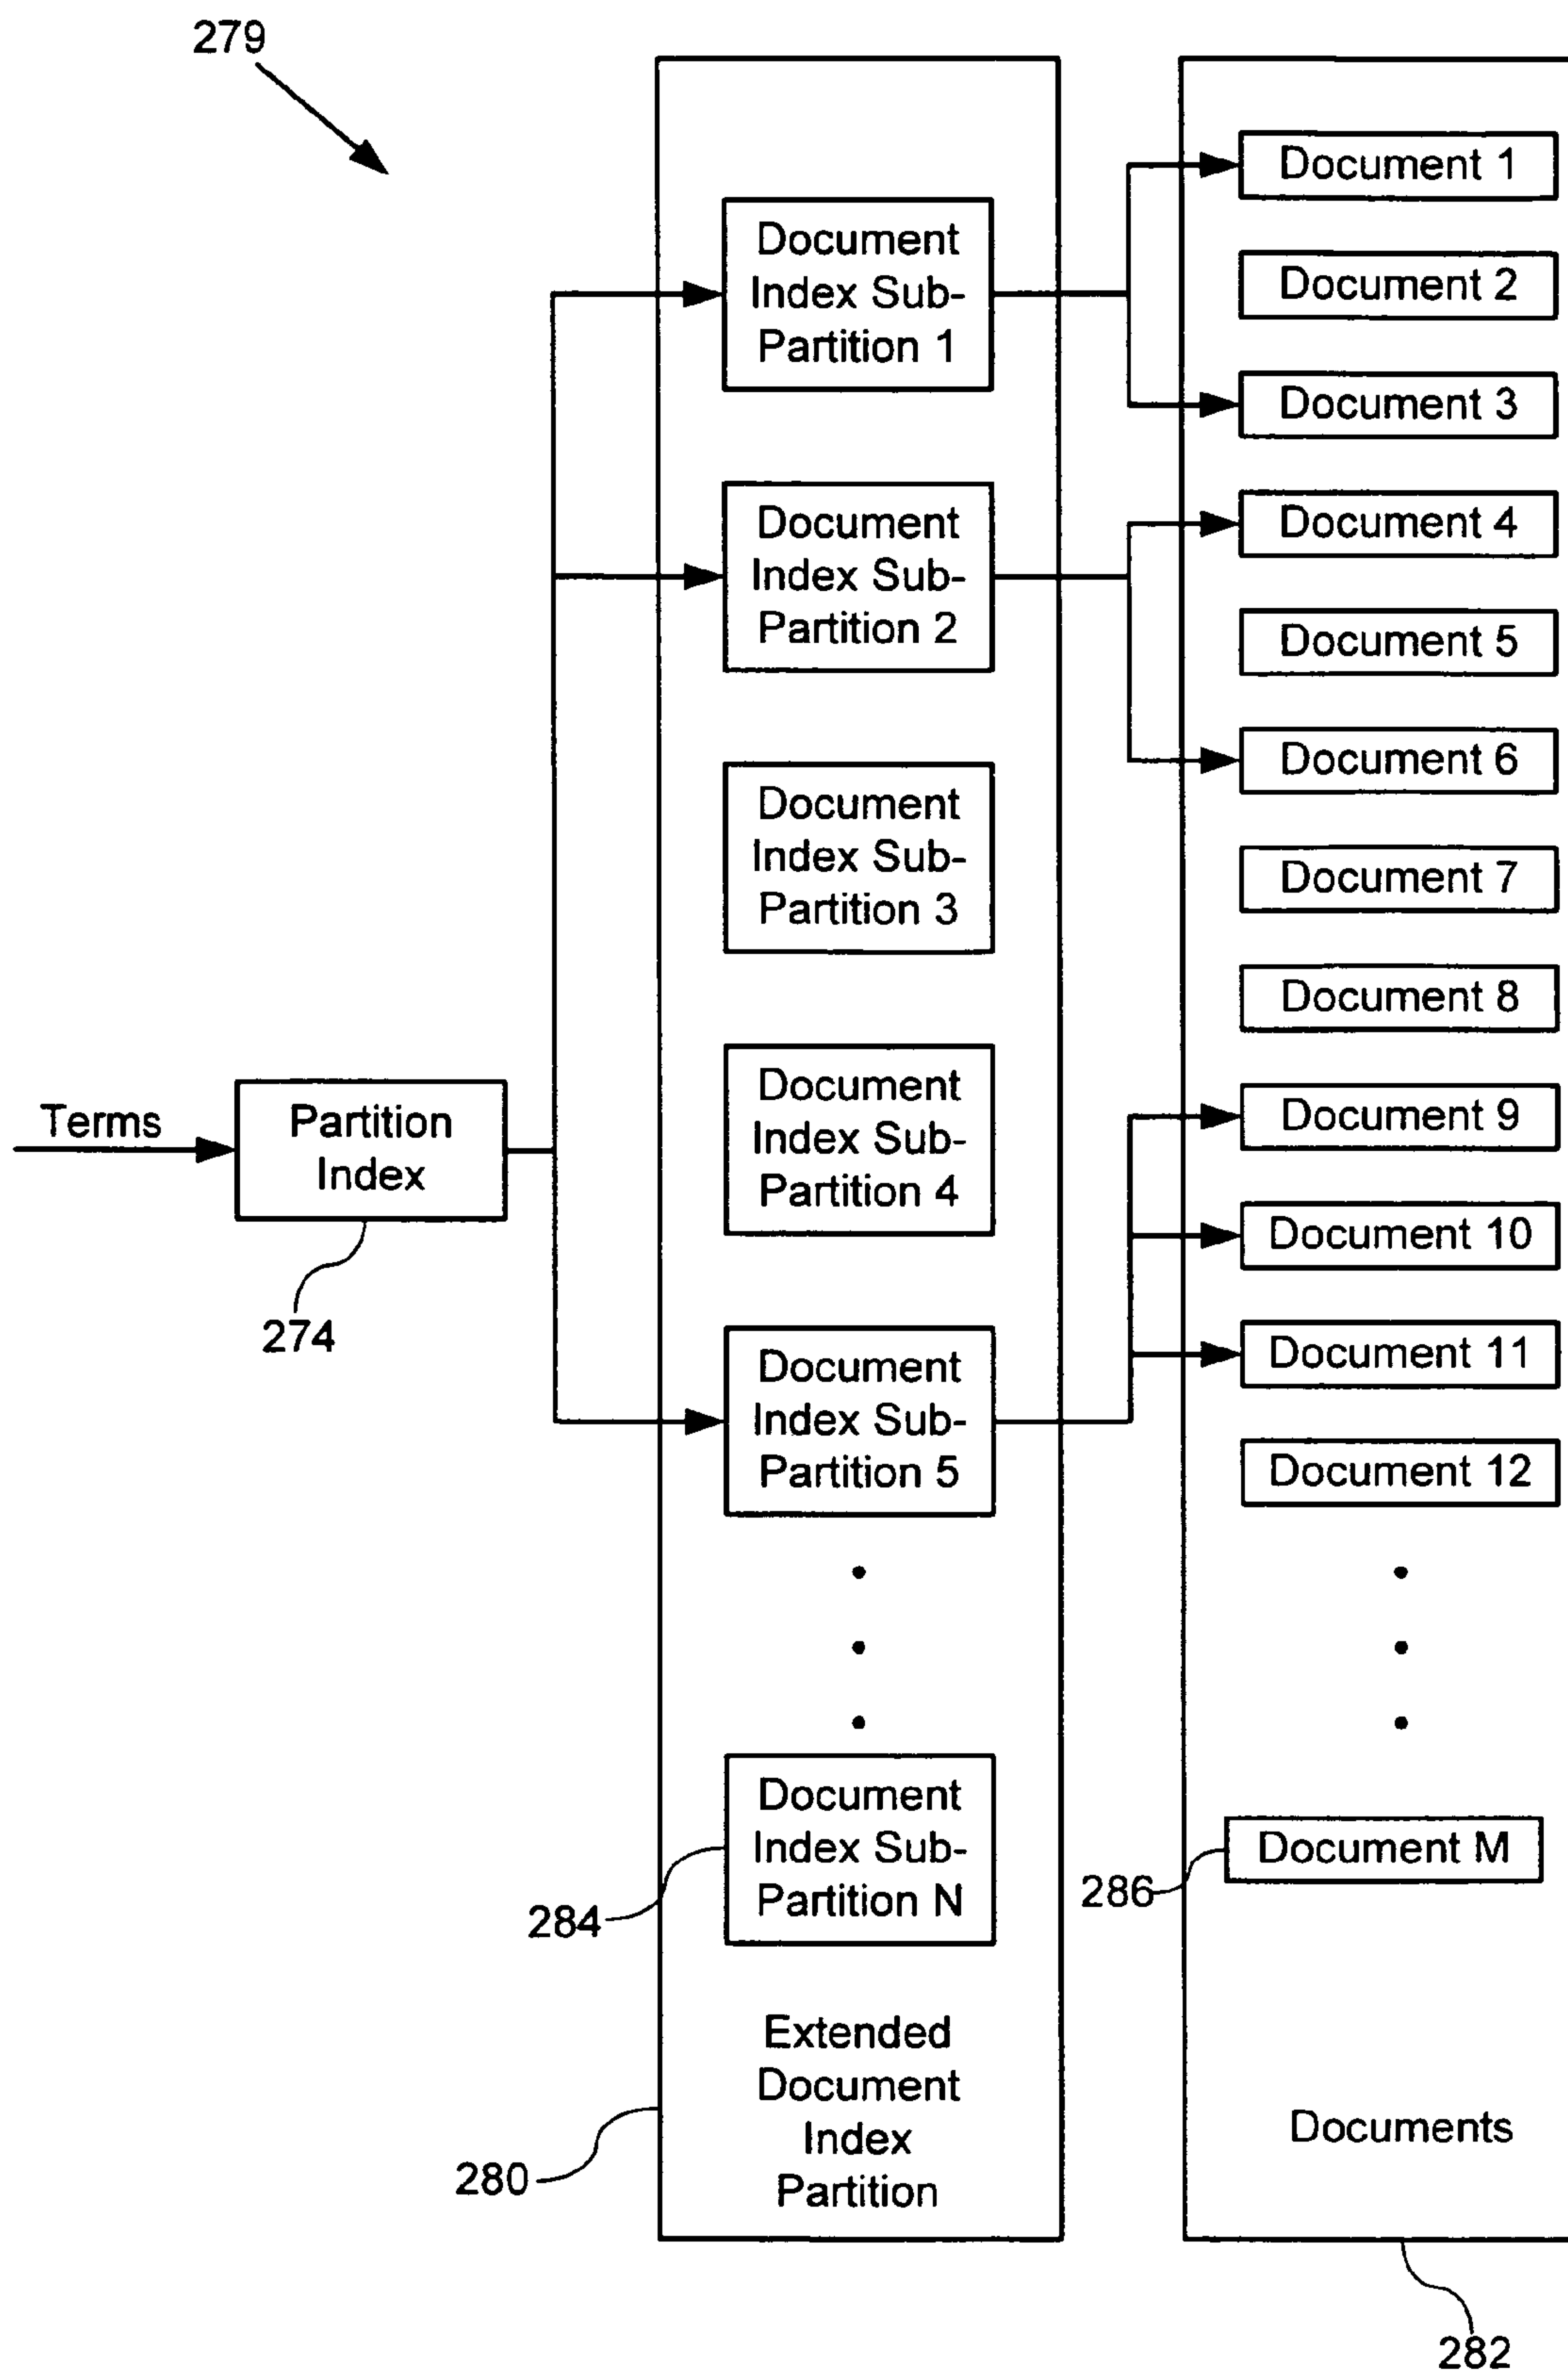 279
Document
Index Sub-
Partition 1
Document
Index Sub-
Partition 2
Document
Index Sub-
Partition 3
Document
Index Sub-
Partition 4
Terms
Partition
Index
274
Document
Index Sub-
Partition 5
Document
Index Sub-
Partition N
284
Extended
Document
Index
Partition
280
Document 1
Document 2
Document 3
Document 4
Document 5
Document 6
Document 7
Document 8
Document 9
Document 10
Document 11
Document 12
Document M
286
Documents
282